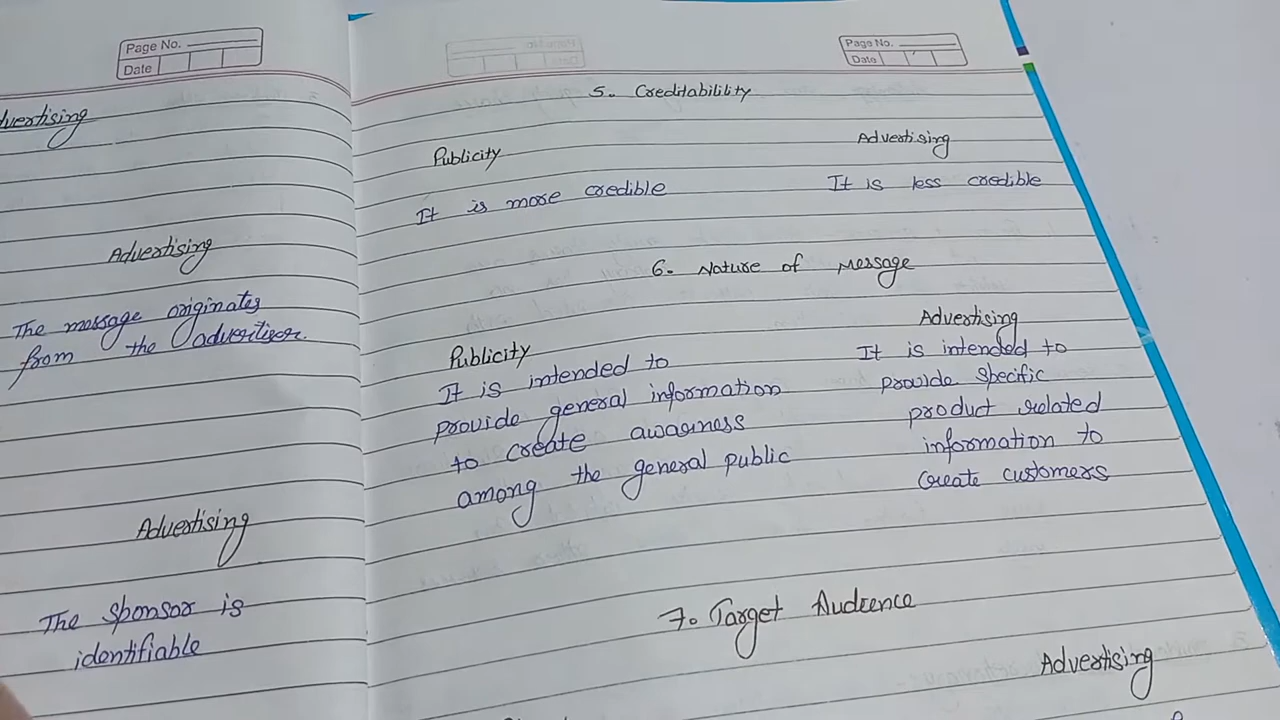 Page No.
Date
dvertising
Advertising
The message originates
from the advertiser.
Advertising
The Sponsor is
identifiable
Page No.
Date
5. Creditability
Publicity
Advertising
It is more credible
It is less credible
6. Nature of Message
Publicity
It is intended to
provide general information
to create awarness
among the general public
Advertising
It is intended to
provide specific
product related
information to
create customers
7. Target Audience
Advertising